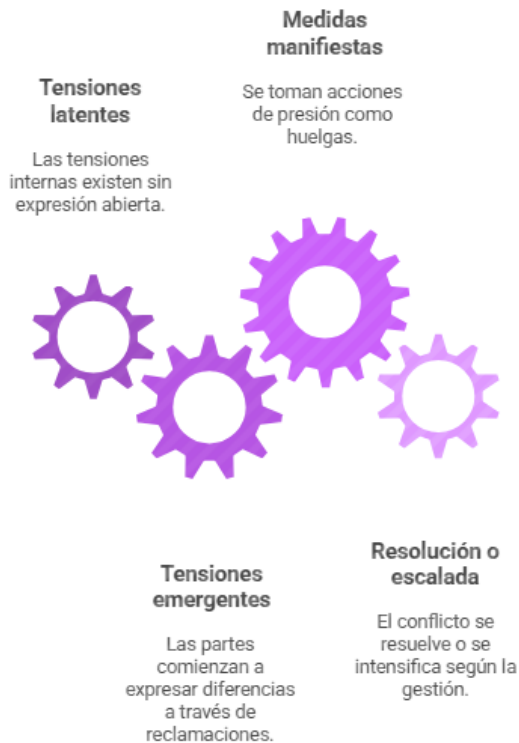 Tensiones
latentes
Las tensiones
internas existen sin
expresión abierta.
Tensiones
emergentes
Las partes
comienzan a
expresar diferencias
a través de
reclamaciones.
Medidas
manifiestas
Se toman acciones
de presión como
huelgas.
Resolución o
escalada
El conflicto se
resuelve o se
intensifica según la
gestión.